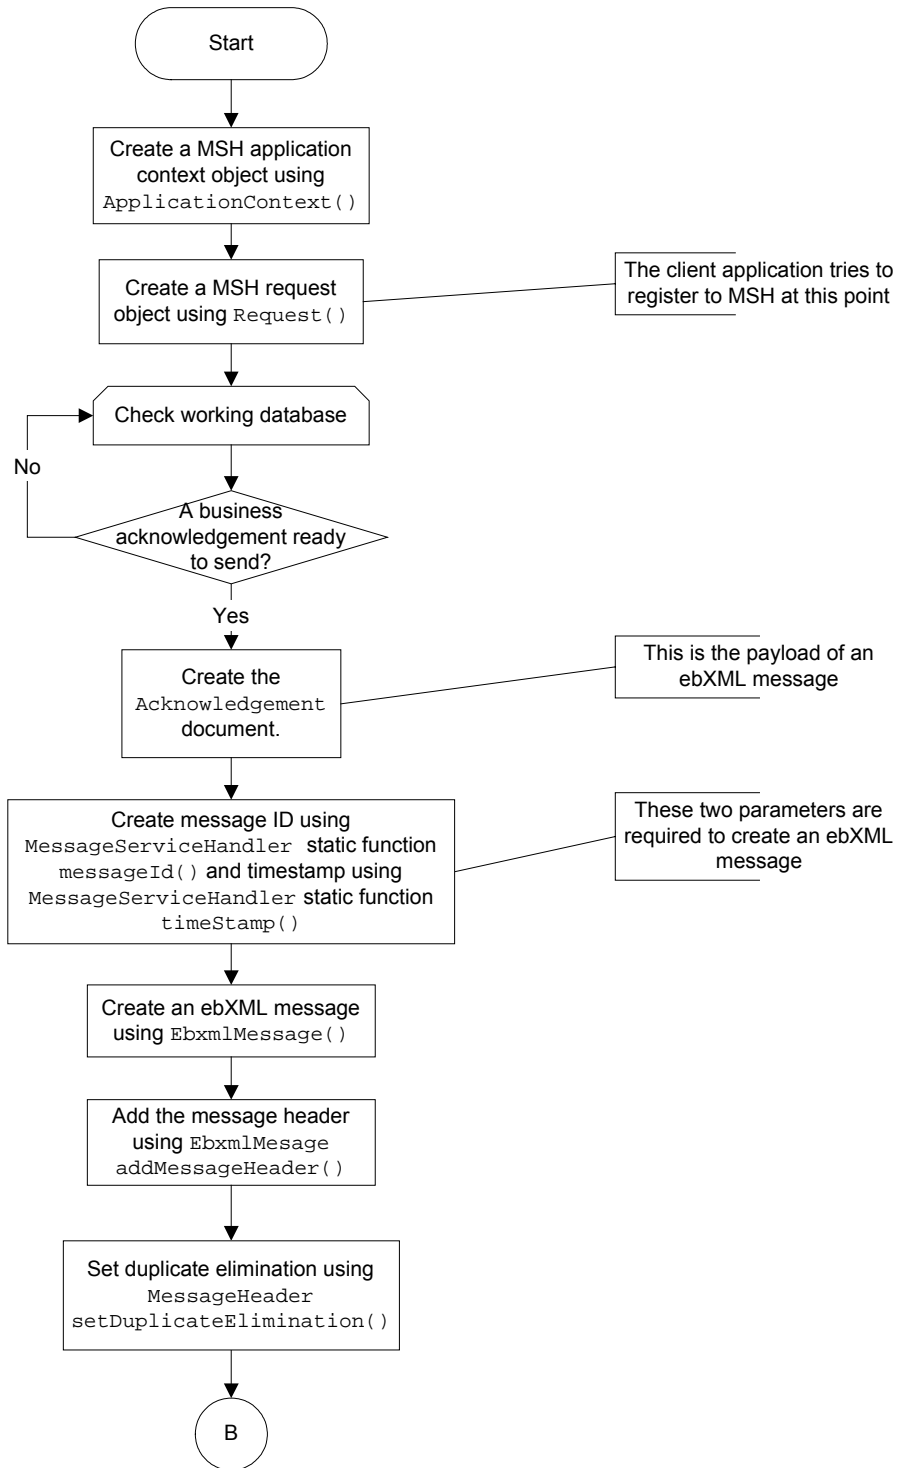 Start
Create a MSH application
context object using
ApplicationContext()
Create a MSH request
object using Request()
The client application tries to
register to MSH at this point
Check working database
No
A business
acknowledgement ready
to send?
Yes
Create the
Acknowledgement
document.
This is the payload of an
ebXML message
Create message ID using
MessageServiceHandler static function
messageId() and timestamp using
MessageServiceHandler static function
timeStamp()
These two parameters are
required to create an ebXML
message
Create an ebXML message
using EbxmlMessage()
Add the message header
using EbxmlMesage
addMessageHeader()
Set duplicate elimination using
MessageHeader
setDuplicateElimination()
B